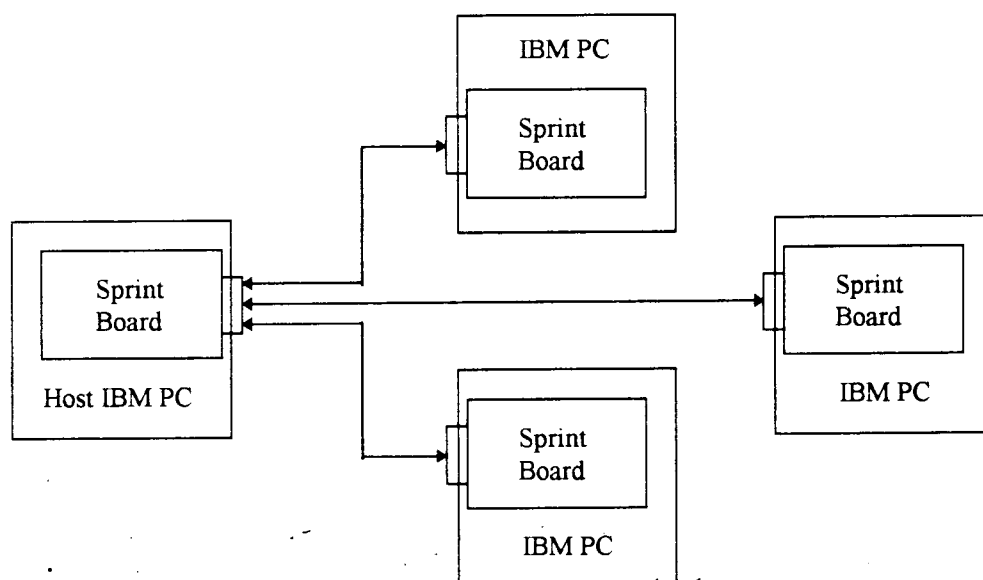 IBM PC
Sprint
Board
Sprint
Board
Host IBM PC
Sprint
Board
IBM PC
Sprint
Board
IBM PC